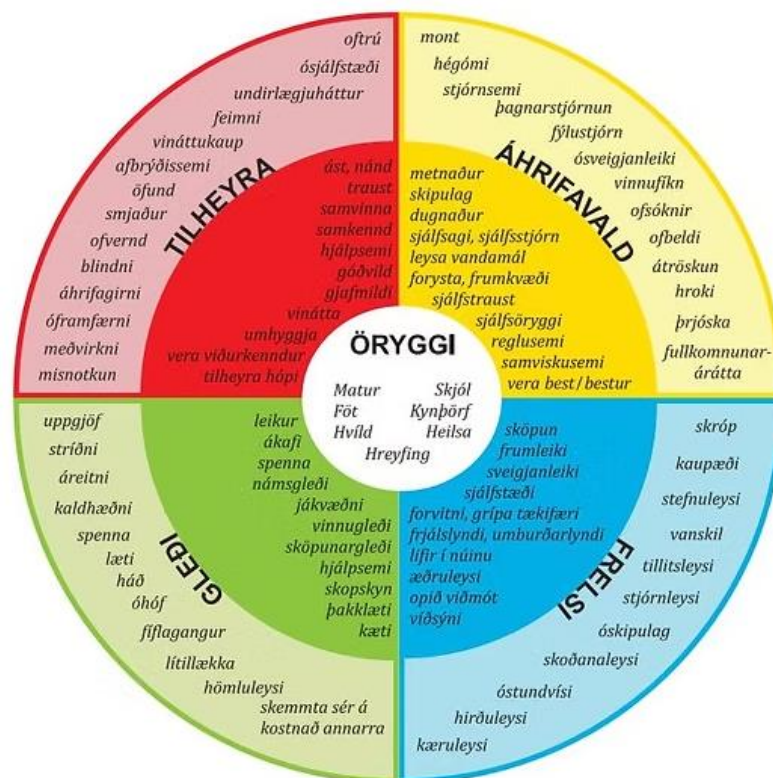 oftrú
ósjálfstæði
undirlægjuháttur
feimni
vináttukaup
afbrýðissemi
öfund
smjaður
ofvernd
blindni
áhrifagirni
óframfærni
meðvirkni
misnotkun
TILHEYRA
ást, nánd
traust
samvinna
samkennd
hjálpsemi
góðvild
gjafmildi
vinátta
umhyggja
vera viðurkenndur
tilheyra hópi
mont
hégómi
stjórnsemi
þagnarstjórnun
fýlustjórn
ósveigjanleiki
vinnufíkn
ofsóknir
ofbeldi
átröskun
hroki
þrjóska
fullkomnunar-
árátta
ÁHRIFAVALD
metnaður
skipulag
dugnaður
sjálfsagi, sjálfsstjórn
leysa vandamál
forysta, frumkvæði
sjálfstraust
sjálfsöryggi
reglusemi
samviskusemi
vera best/bestur
ÖRYGGI
Matur Skjól
Föt Kynþörf
Hvíld Heilsa
Hreyfing
uppgjöf
stríðni
áreitni
kaldhæðni
spenna
læti
háð
óhóf
fíflagangur
lítillækka
hömluleysi
skemmta sér á
kostnað annarra
GLEÐI
leikur
ákafi
spenna
námsgleði
jákvæðni
vinnugleði
sköpunargleði
hjálpsemi
skopskyn
þakklæti
kæti
sköpun
frumleiki
sveigjanleiki
sjálfstæði
forvitni, grípa tækifæri
frjálslyndi, umburðarlyndi
lifir í núinu
æðruleysi
opið viðmót
víðsýni
FRELSI
skróp
kaupæði
stefnuleysi
vanskil
tillitsleysi
stjórnleysi
óskipulag
skoðanaleysi
óstundvísi
hirðuleysi
kæruleysi